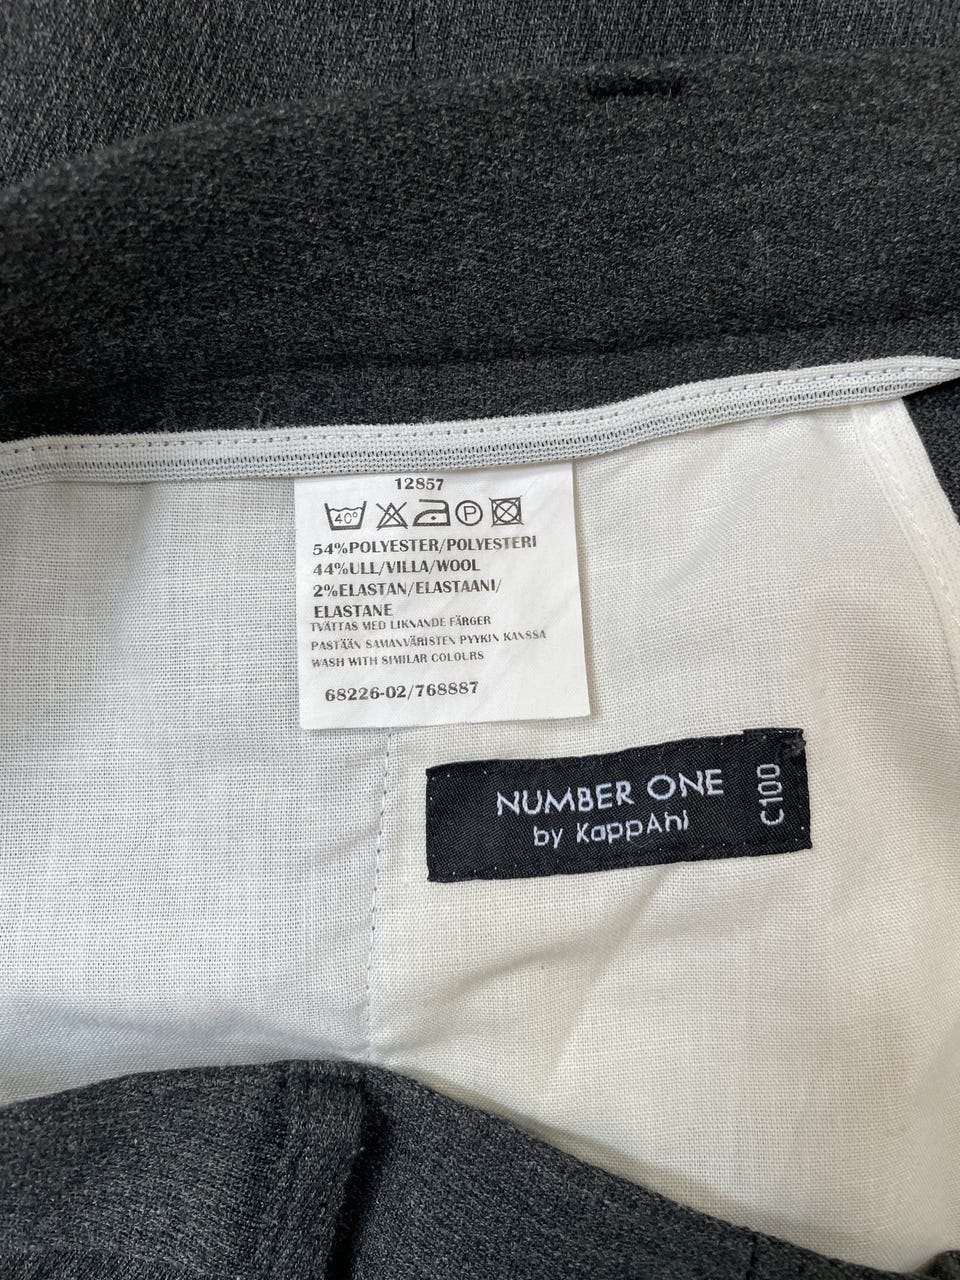 12857
40°
P
54%POLYESTER/POLYESTERI
44%ULL/VILLA/WOOL
2%ELASTAN/ELASTAANI/
ELASTANE
TVÄTTAS MED LIKNANDE FÄRGER
PASTÄÄN SAMANVÄRISTEN PYYKIN KANSSA
WASH WITH SIMILAR COLOURS
68226-02/768887
NUMBER ONE
by KappAhl
C100